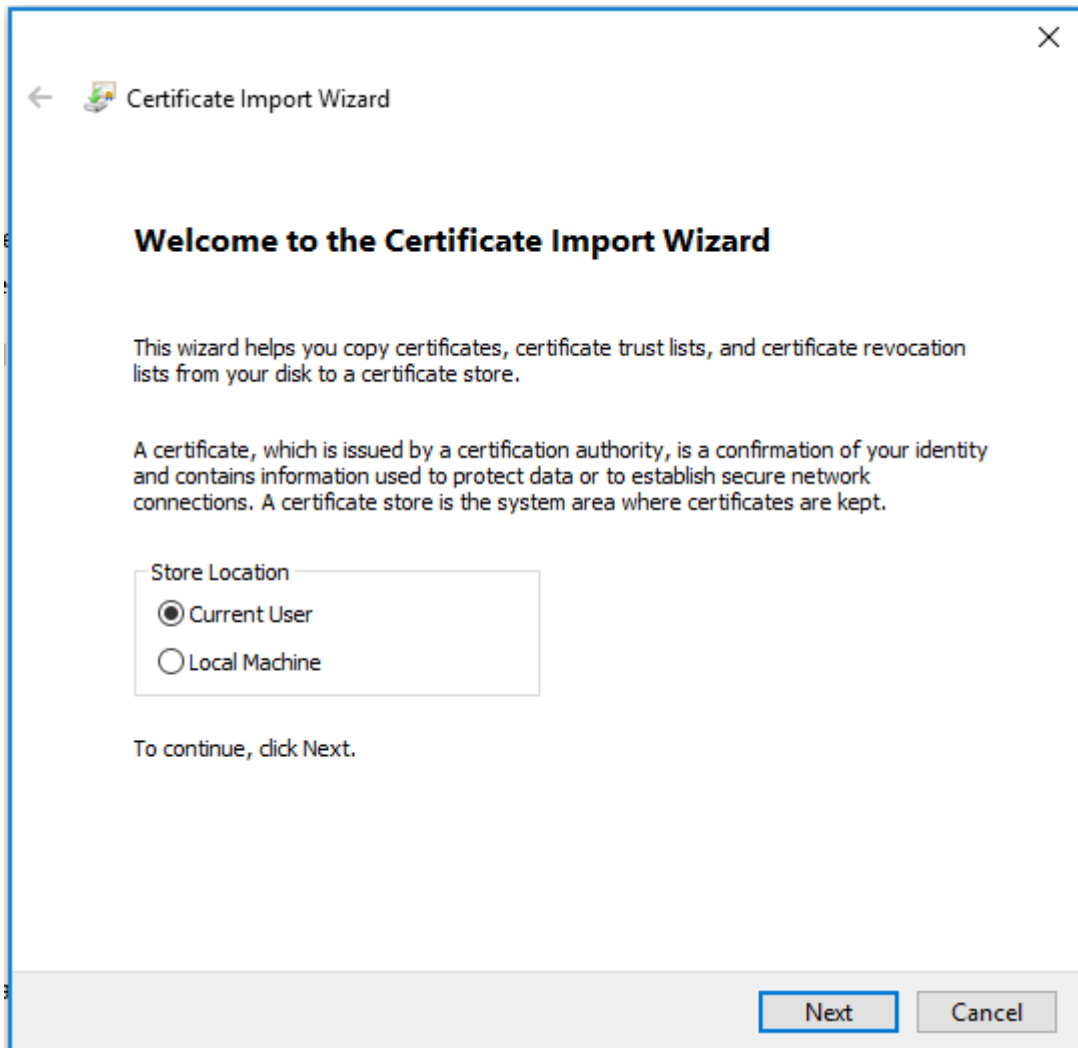 Certificate Import Wizard
Welcome to the Certificate Import Wizard
This wizard helps you copy certificates, certificate trust lists, and certificate revocation
lists from your disk to a certificate store.
A certificate, which is issued by a certification authority, is a confirmation of your identity
and contains information used to protect data or to establish secure network
connections. A certificate store is the system area where certificates are kept.
Store Location
Current User
Local Machine
To continue, click Next.
Next Cancel